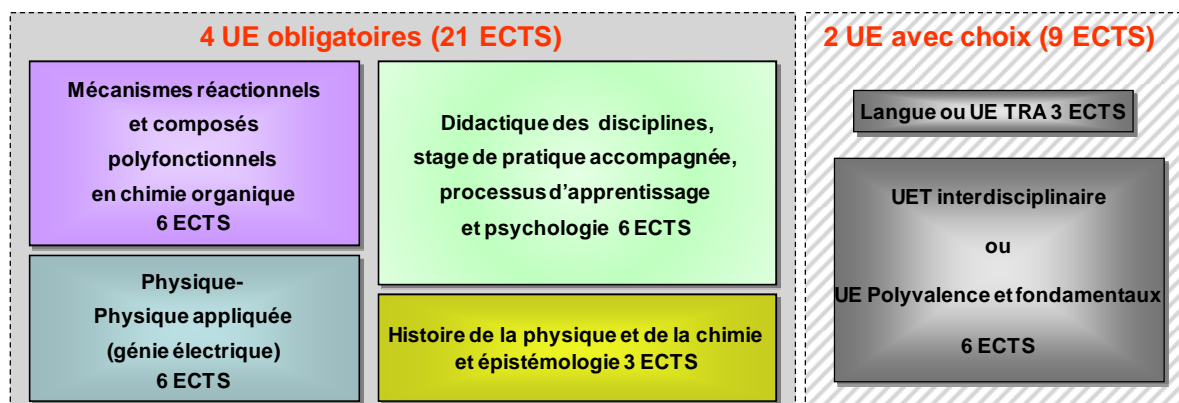 4 UE obligatoires (21 ECTS)
Mécanismes réactionnels
et composés
polyfonctionnels
en chimie organique
6 ECTS
Didactique des disciplines,
stage de pratique accompagnée,
processus d'apprentissage
et psychologie 6 ECTS
Physique-
Physique appliquée
(génie électrique)
6 ECTS
Histoire de la physique et de la chimie
et épistémologie 3 ECTS
2 UE avec choix (9 ECTS)
Langue ou UE TRA 3 ECTS
UET interdisciplinaire
ou
UE Polyvalence et fondamentaux
6 ECTS